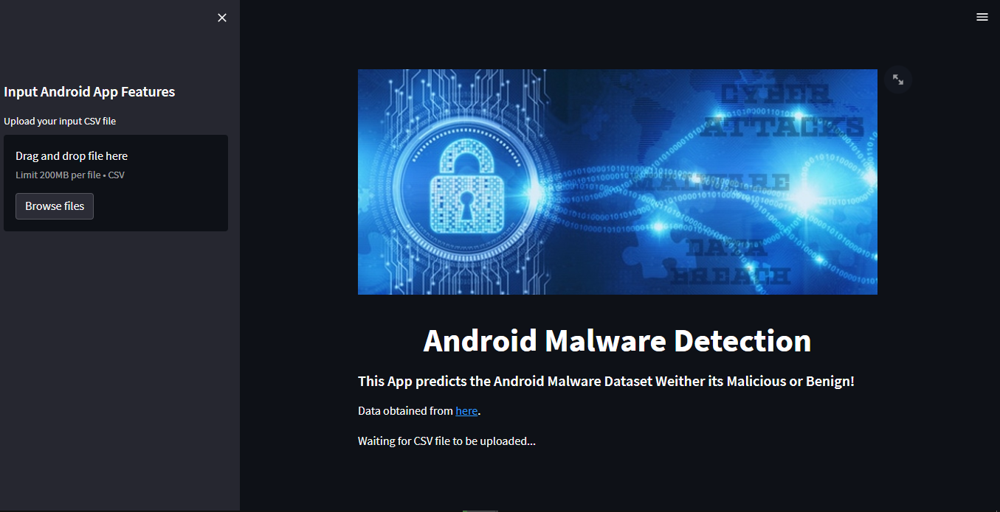 Input Android App Features
Upload your input CSV file
Drag and drop file here
Limit 200MB per file • CSV
Browse files
CYBER
ATTACKS
MALWARE
DATA
BREACH
Android Malware Detection
This App predicts the Android Malware Dataset Weither its Malicious or Benign!
Data obtained from here.
Waiting for CSV file to be uploaded...